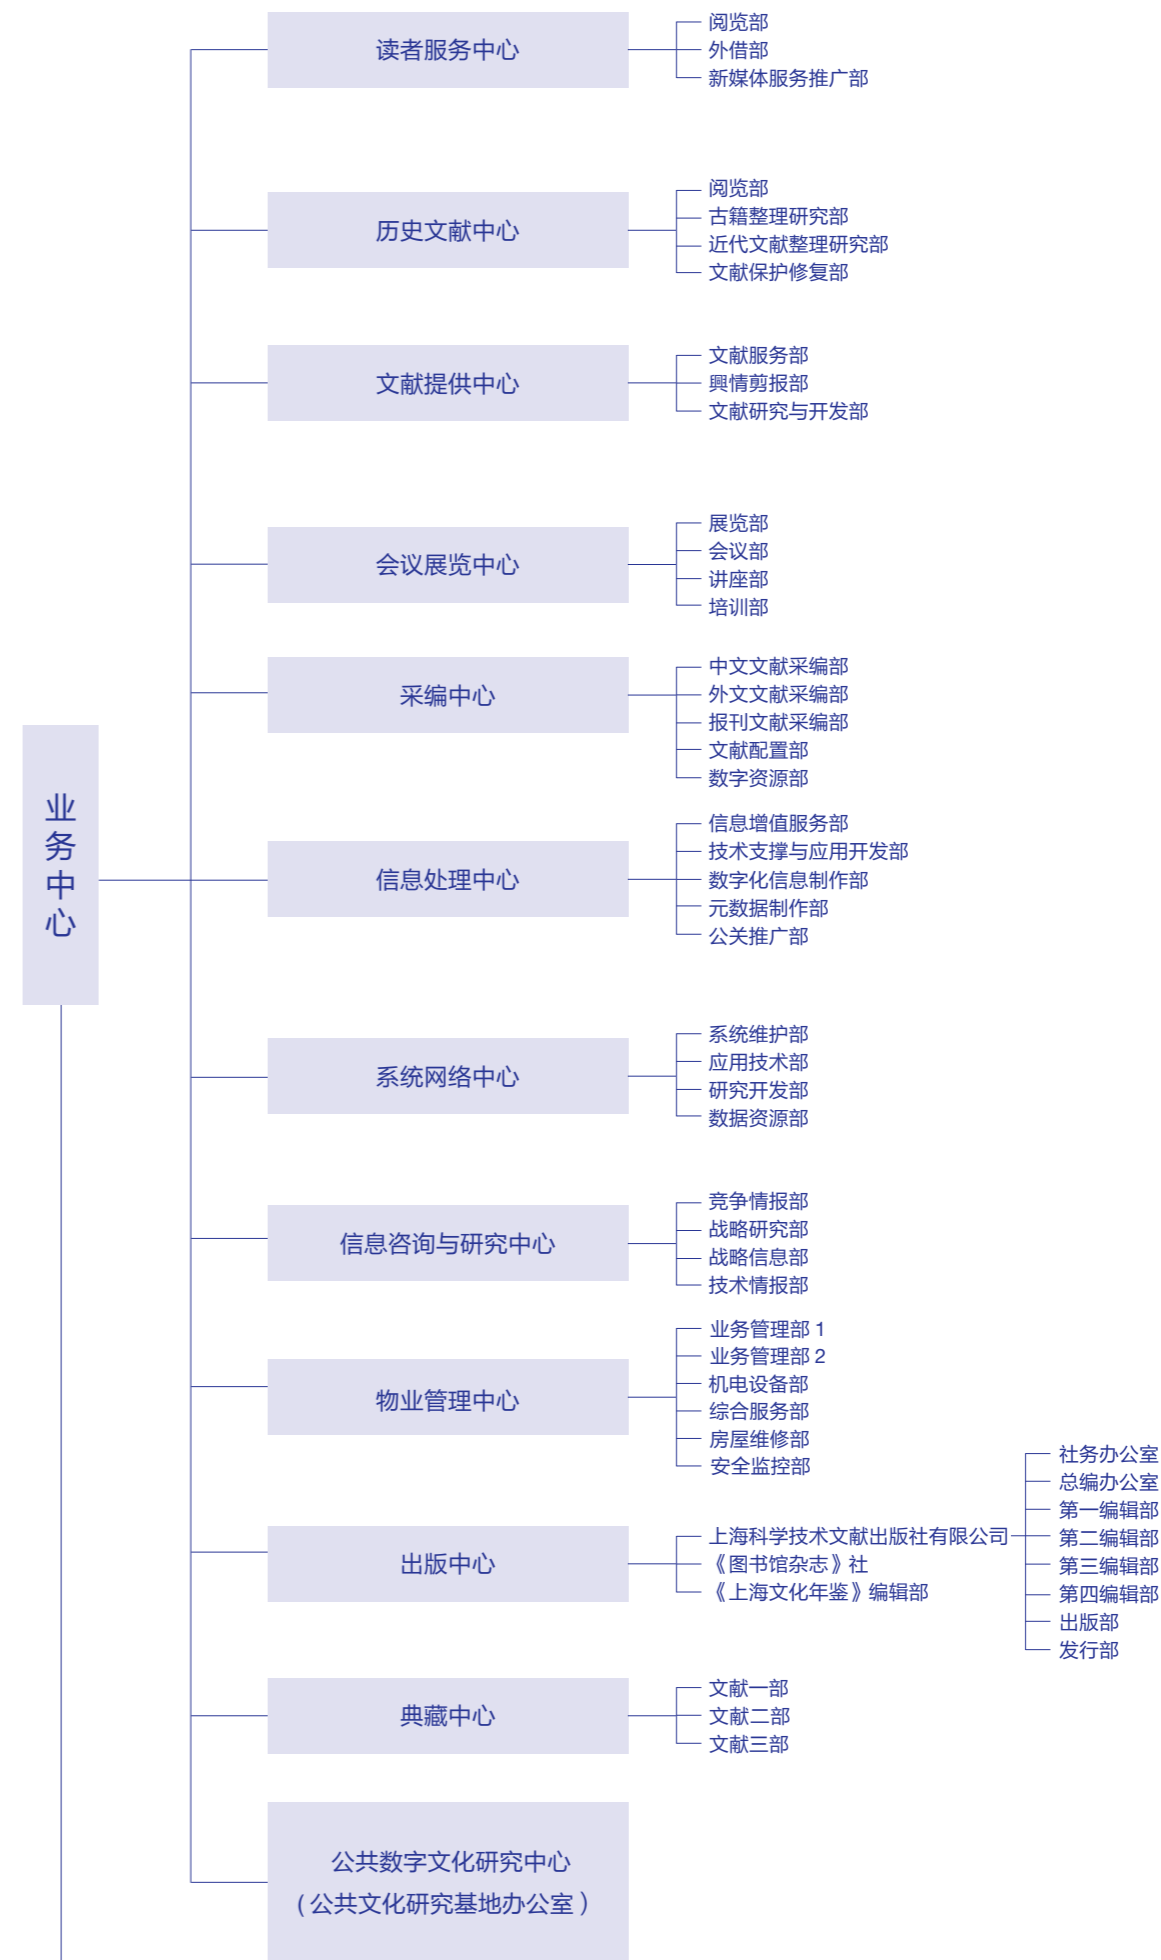 业务中心
读者服务中心
阅览部
外借部
新媒体服务推广部
历史文献中心
阅览部
古籍整理研究部
近代文献整理研究部
文献保护修复部
文献提供中心
文献服务部
興情剪报部
文献研究与开发部
会议展览中心
展览部
会议部
讲座部
培训部
采编中心
中文文献采编部
外文文献采编部
报刊文献采编部
文献配置部
数字资源部
信息处理中心
信息增值服务部
技术支撑与应用开发部
数字化信息制作部
元数据制作部
公关推广部
系统网络中心
系统维护部
应用技术部
研究开发部
数据资源部
信息咨询与研究中心
竞争情报部
战略研究部
战略信息部
技术情报部
物业管理中心
业务管理部 1
业务管理部 2
机电设备部
综合服务部
房屋维修部
安全监控部
出版中心
上海科学技术文献出版社有限公司
社务办公室
总编办公室
第一编辑部
第二编辑部
第三编辑部
第四编辑部
出版部
发行部
《图书馆杂志》社
《上海文化年鉴》编辑部
典藏中心
文献一部
文献二部
文献三部
公共数字文化研究中心
(公共文化研究基地办公室)